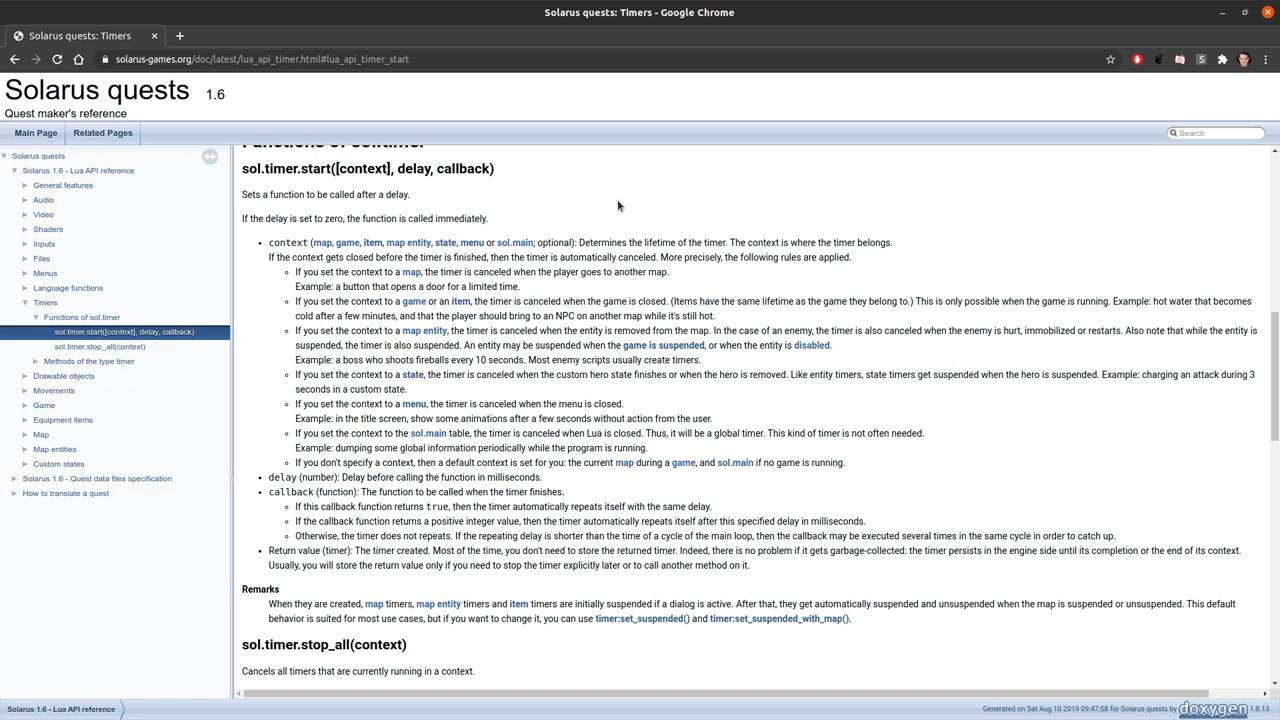 Solarus quests: Timers - Google Chrome
Solarus quests: Timers
solarus-games.org/doc/latest/lua_api_timer.html#lua_api_timer_start
Solarus quests 1.6
Quest maker's reference
Main Page
Related Pages
Search
Solarus quests
Solarus 1.6 - Lua API reference
General features
Audio
Video
Shaders
Inputs
Files
Menus
Language functions
Timers
Functions of sol.timer
sol.timer.start([context], delay, callback)
sol.timer.stop_all(context)
Methods of the type timer
Drawable objects
Movements
Game
Equipment items
Map
Map entities
Custom states
Solarus 1.6 - Quest data files specification
How to translate a quest
Functions of sol.timer
sol.timer.start([context], delay, callback)
Sets a function to be called after a delay.
If the delay is set to zero, the function is called immediately.
context (map, game, item, map entity, state, menu or sol.main; optional): Determines the lifetime of the timer. The context is where the timer belongs.
If the context gets closed before the timer is finished, then the timer is automatically canceled. More precisely, the following rules are applied.
If you set the context to a map, the timer is canceled when the player goes to another map.
Example: a button that opens a door for a limited time.
If you set the context to a game or an item, the timer is canceled when the game is closed. (Items have the same lifetime as the game they belong to.) This is only possible when the game is running. Example: hot water that becomes
cold after a few minutes, and that the player should bring to an NPC on another map while it's still hot.
If you set the context to a map entity, the timer is canceled when the entity is removed from the map. In the case of an enemy, the timer is also canceled when the enemy is hurt, immobilized or restarts. Also note that while the entity is
suspended, the timer is also suspended. An entity may be suspended when the game is suspended, or when the entity is disabled.
Example: a boss who shoots fireballs every 10 seconds. Most enemy scripts usually create timers.
If you set the context to a state, the timer is canceled when the custom hero state finishes or when the hero is removed. Like entity timers, state timers get suspended when the hero is suspended. Example: charging an attack during 3
seconds in a custom state.
If you set the context to a menu, the timer is canceled when the menu is closed.
Example: in the title screen, show some animations after a few seconds without action from the user.
If you set the context to the sol.main table, the timer is canceled when Lua is closed. Thus, it will be a global timer. This kind of timer is not often needed.
Example: dumping some global information periodically while the program is running.
If you don't specify a context, then a default context is set for you: the current map during a game, and sol.main if no game is running.
delay (number): Delay before calling the function in milliseconds.
callback (function): The function to be called when the timer finishes.
If this callback function returns true, then the timer automatically repeats itself with the same delay.
If the callback function returns a positive integer value, then the timer automatically repeats itself after this specified delay in milliseconds.
Otherwise, the timer does not repeats. If the repeating delay is shorter than the time of a cycle of the main loop, then the callback may be executed several times in the same cycle in order to catch up.
Return value (timer): The timer created. Most of the time, you don't need to store the returned timer. Indeed, there is no problem if it gets garbage-collected: the timer persists in the engine side until its completion or the end of its context.
Usually, you will store the return value only if you need to stop the timer explicitly later or to call another method on it.
Remarks
When they are created, map timers, map entity timers and item timers are initially suspended if a dialog is active. After that, they get automatically suspended and unsuspended when the map is suspended or unsuspended. This default
behavior is suited for most use cases, but if you want to change it, you can use timer:set_suspended() and timer:set_suspended_with_map().
sol.timer.stop_all(context)
Cancels all timers that are currently running in a context.
Solarus 1.6 - Lua API reference
Generated on Sat Aug 10 2019 09:47:58 for Solarus quests by doxygen 1.8.13